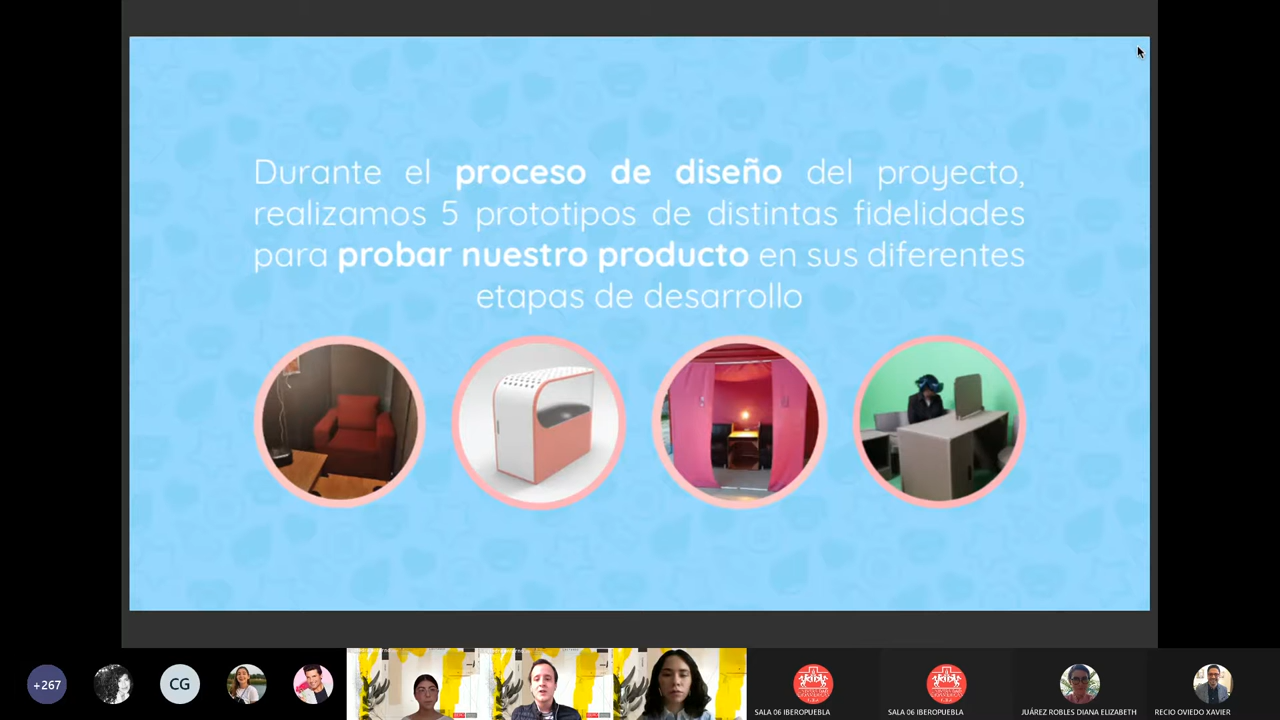 Durante el proceso de diseño del proyecto,
realizamos 5 prototipos de distintas fidelidades
para probar nuestro producto en sus diferentes
etapas de desarrollo
+267
CG
SALA 06 IBEROPUEBLA
SALA 06 IBEROPUEBLA
JUÁREZ ROBLES DIANA ELIZABETH
RECIO OVIEDO XAVIER